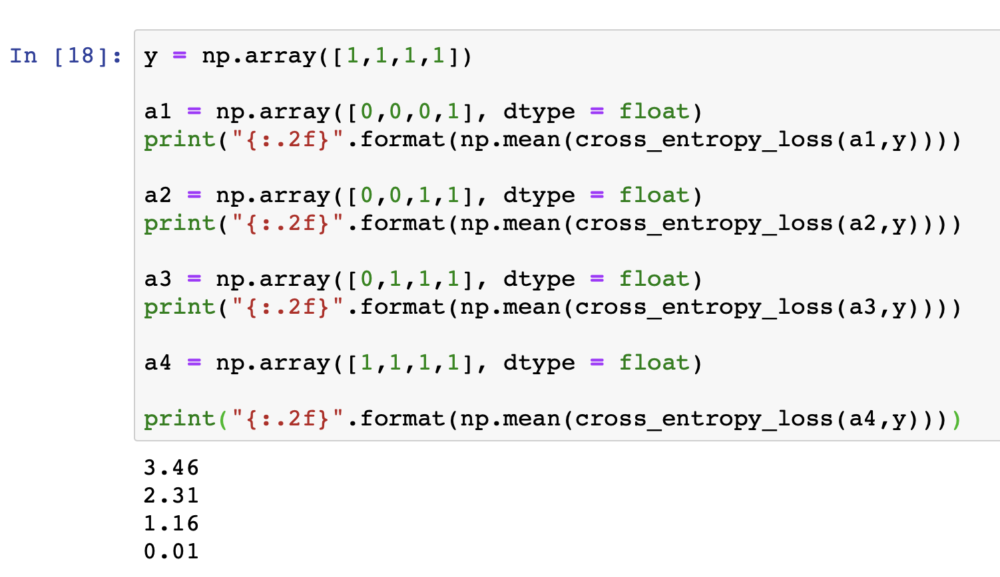 In [18]: y = np.array([1,1,1,1])
a1 = np.array([0,0,0,1], dtype = float)
print("{:.2f}".format(np.mean(cross_entropy_loss(a1,y))))
a2 = np.array([0,0,1,1], dtype = float)
print("{:.2f}".format(np.mean(cross_entropy_loss(a2,y))))
a3 = np.array([0,1,1,1], dtype = float)
print("{:.2f}".format(np.mean(cross_entropy_loss(a3,y))))
a4 = np.array([1,1,1,1], dtype = float)
print("{:.2f}".format(np.mean(cross_entropy_loss(a4,y))))
3.46
2.31
1.16
0.01